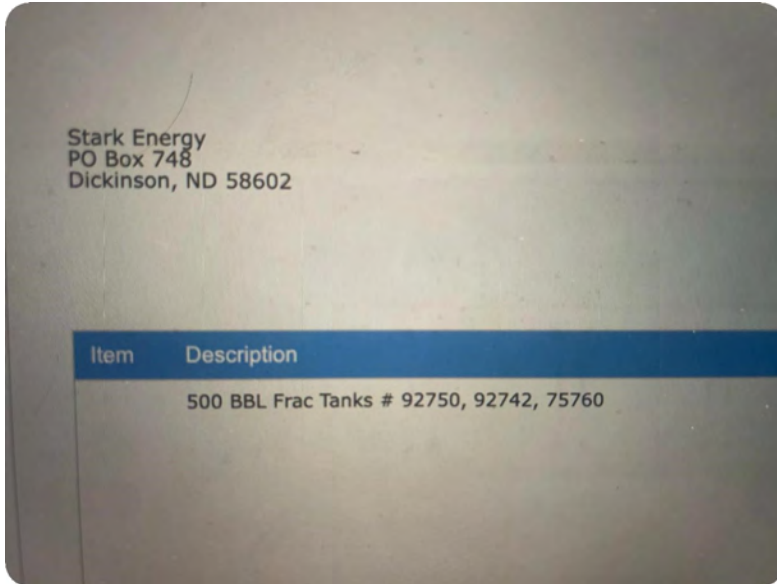 Stark Energy
PO Box 748
Dickinson, ND 58602
Item Description
500 BBL Frac Tanks # 92750, 92742, 75760